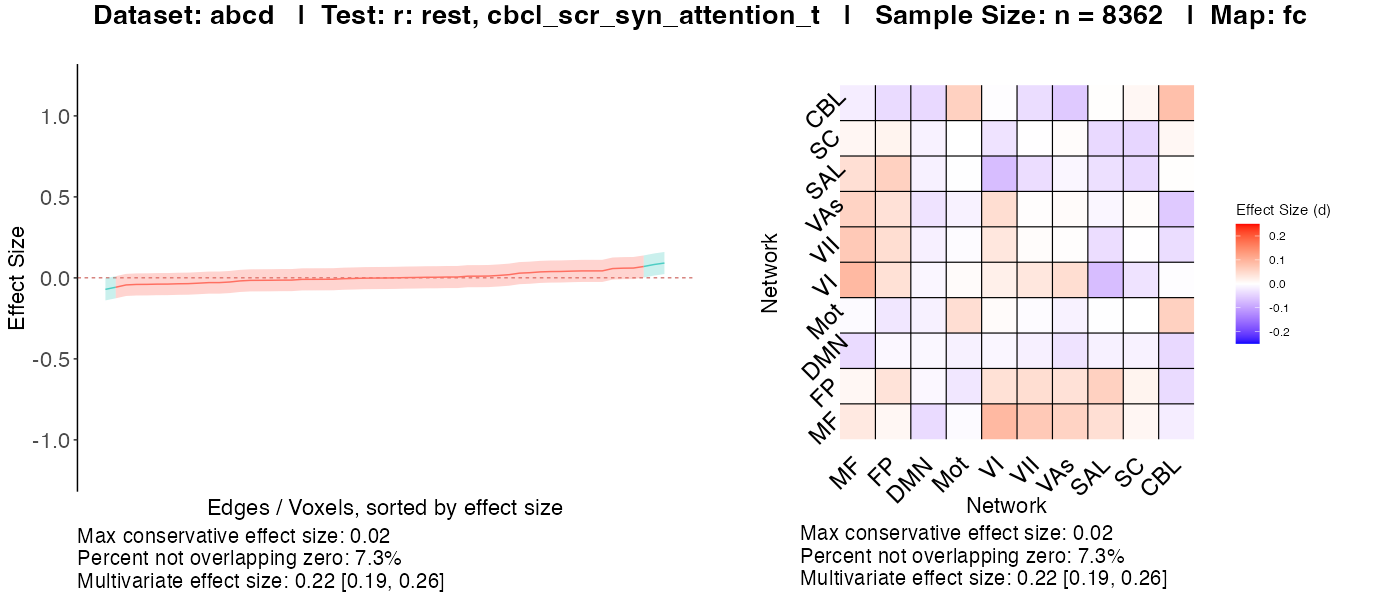 Dataset: abcd | Test: r: rest, cbcl_scr_syn_attention_t | Sample Size: n = 8362 | Map: fc
Effect Size
1.0
0.5
0.0
-0.5
-1.0
Edges / Voxels, sorted by effect size
Max conservative effect size: 0.02
Percent not overlapping zero: 7.3%
Multivariate effect size: 0.22 [0.19, 0.26]
Network
CBL
SC
SAL
VAs
VII
VI
Mot
DMN
FP
MF
MF FP DMN Mot VI VII VAs SAL SC CBL
Network
Max conservative effect size: 0.02
Percent not overlapping zero: 7.3%
Multivariate effect size: 0.22 [0.19, 0.26]
Effect Size (d)
0.2
0.1
0.0
-0.1
-0.2